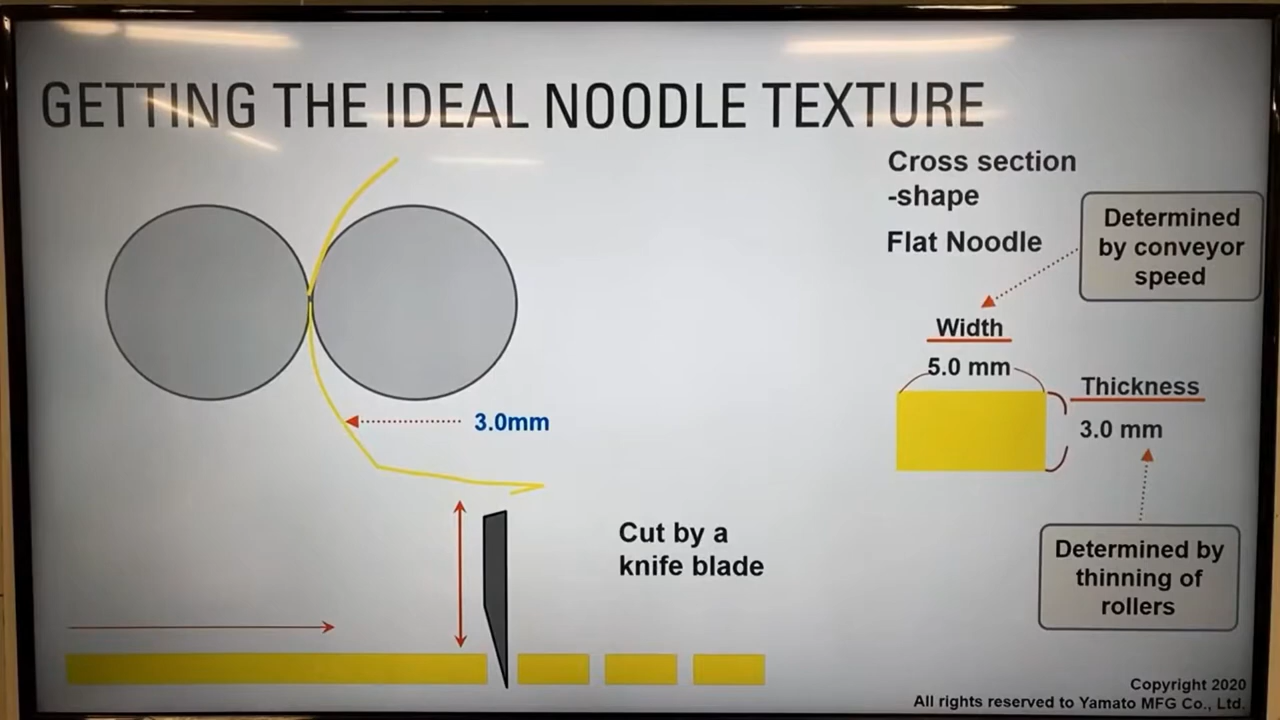 GETTING THE IDEAL NOODLE TEXTURE
Cross section
-shape
Flat Noodle
Determined
by conveyor
speed
Width
5.0 mm
Thickness
3.0 mm
3.0mm
Cut by a
knife blade
Determined by
thinning of
rollers
Copyright 2020
All rights reserved to Yamato MFG Co., Ltd.